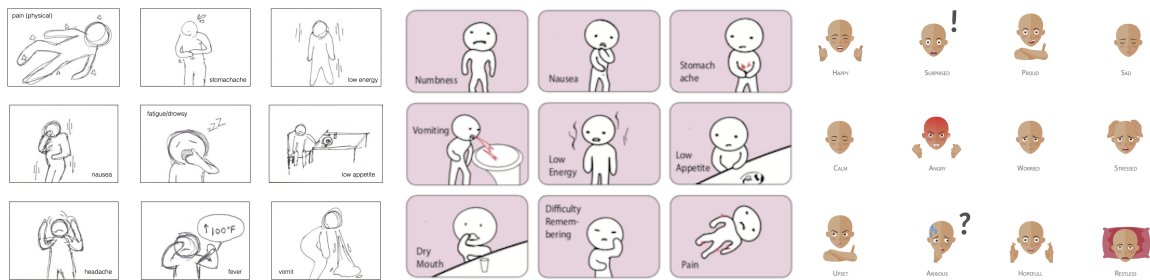 pain (physical)
stomachache
low energy
nausea
fatigue/drowsy
zz
low appetite
headache
↑ 100°F
fever
vomit
Numbness
Nausea
Stomach
ache
Vomiting
Low
Energy
Low
Appetite
Dry
Mouth
Difficulty
Remem-
bering
Pain
!
HAPPY
SURPRISED
PROUD
SAD
CALM
ANGRY
WORRIED
STRESSED
?
UPSET
ANXIOUS
HOPEFULL
RESTLESS